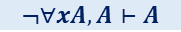 ¬∀xA, A ⊢ A